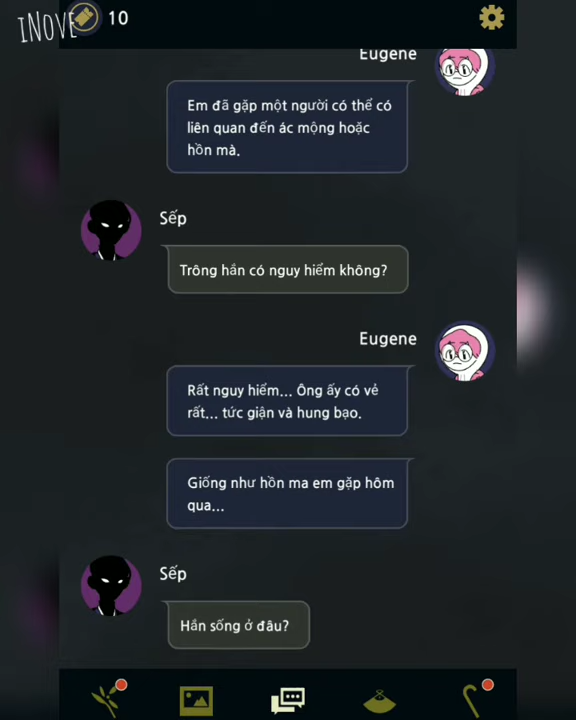 iNOVE
10
Eugene
Em đã gặp một người có thể có
liên quan đến ác mộng hoặc
hồn mà.
Sếp
Trông hắn có nguy hiểm không?
Eugene
Rất nguy hiểm... Ông ấy có vẻ
rất... tức giận và hung bạo.
Giống như hồn ma em gặp hôm
qua...
Sếp
Hắn sống ở đâu?